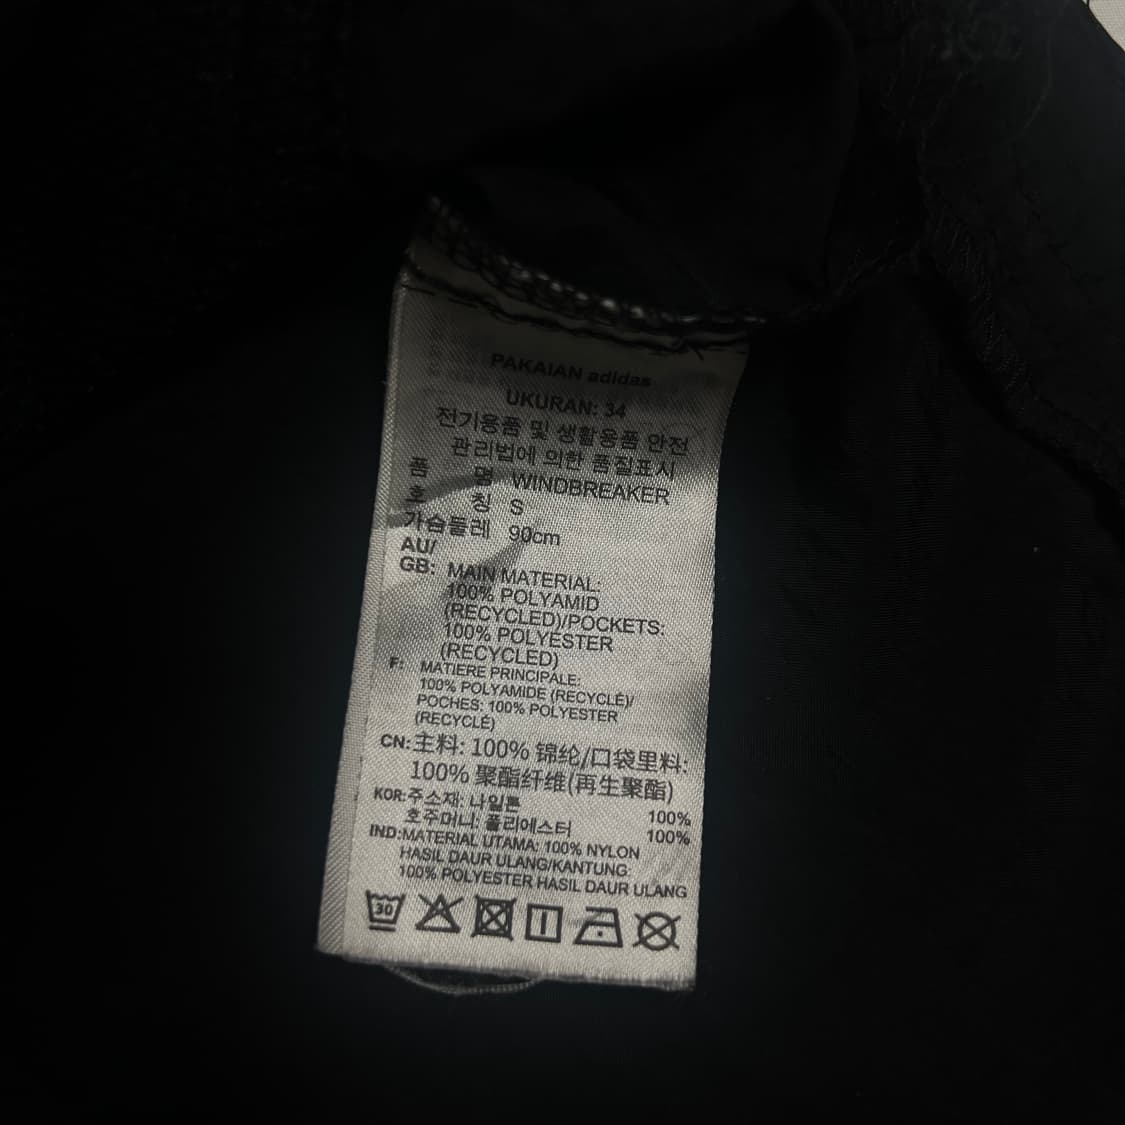 PAKAIAN adidas
UKURAN: 34
전기용품 및 생활용품 안전
관리법에 의한 품질표시
품 명 WINDBREAKER
호 칭 S
가슴둘레 90cm
AU/
GB: MAIN MATERIAL:
100% POLYAMID
(RECYCLED)/POCKETS:
100% POLYESTER
(RECYCLED)
F: MATIERE PRINCIPALE:
100% POLYAMIDE (RECYCLÉ)/
POCHES: 100% POLYESTER
(RECYCLÉ)
CN: 主料: 100% 锦纶/口袋里料:
100% 聚酯纤维(再生聚酯)
KOR: 주소재: 나일론 100%
호주머니: 폴리에스터 100%
IND: MATERIAL UTAMA: 100% NYLON
HASIL DAUR ULANG/KANTUNG:
100% POLYESTER HASIL DAUR ULANG
30